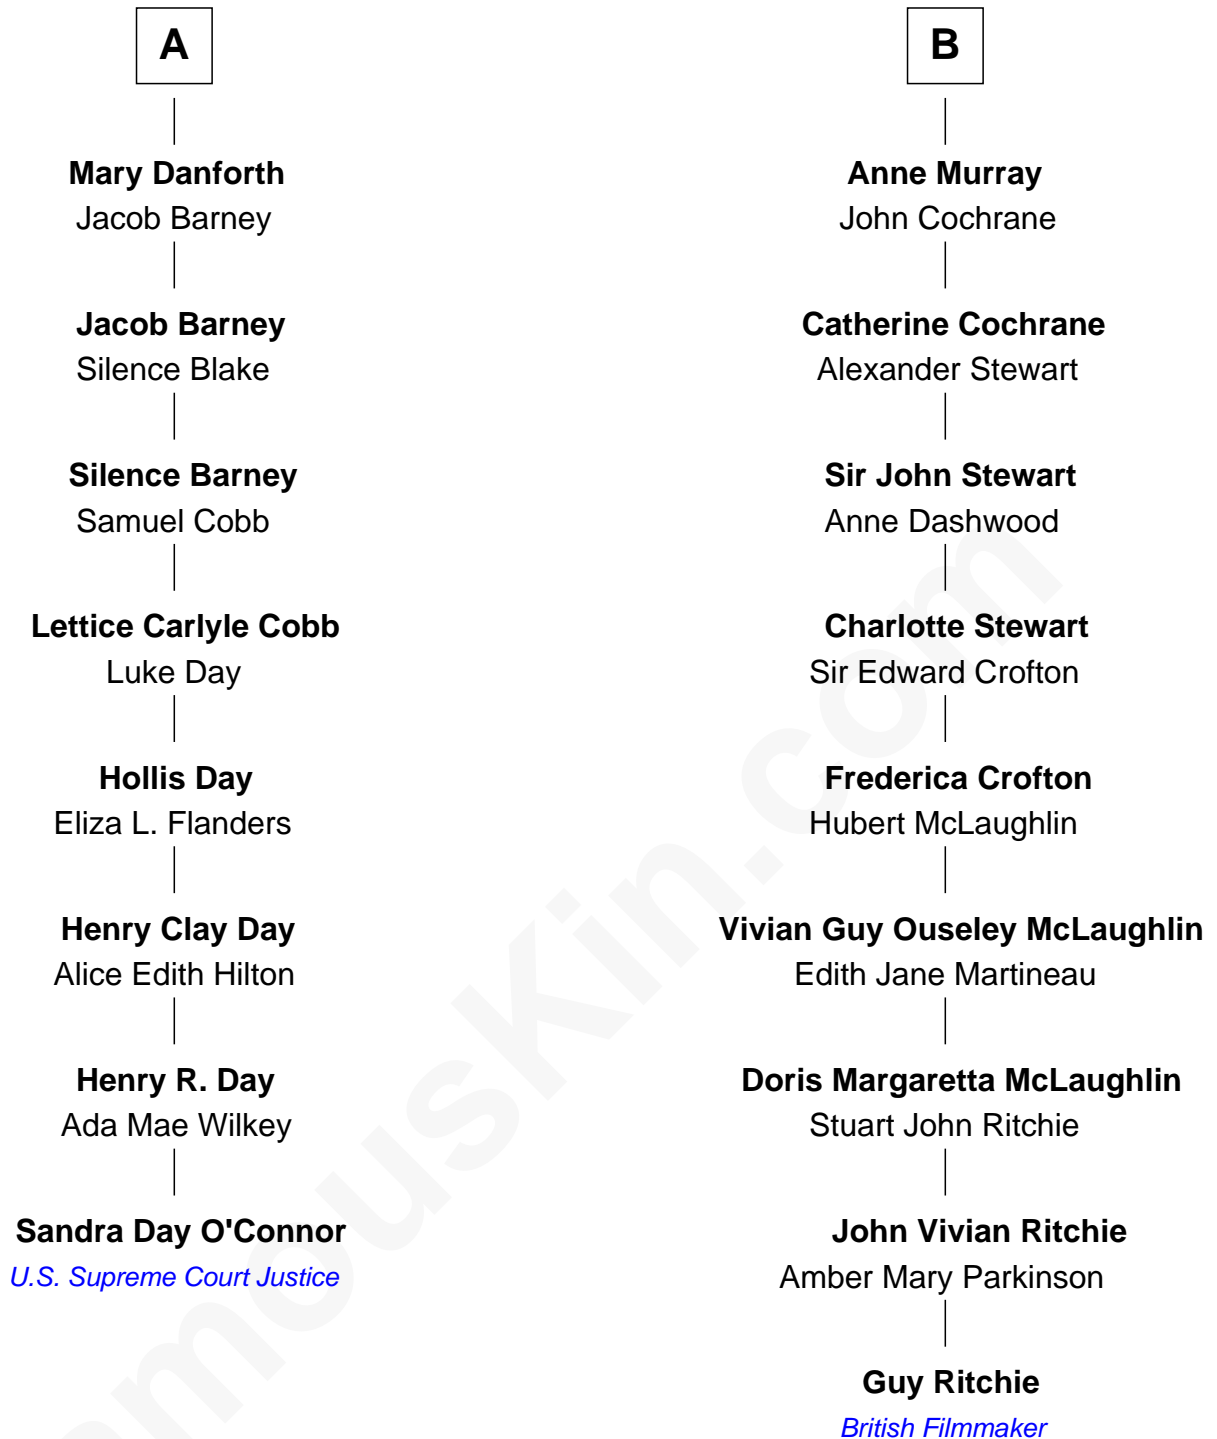 A
Mary Danforth
Jacob Barney
Jacob Barney
Silence Blake
Silence Barney
Samuel Cobb
Lettice Carlyle Cobb
Luke Day
Hollis Day
Eliza L. Flanders
Henry Clay Day
Alice Edith Hilton
Henry R. Day
Ada Mae Wilkey
Sandra Day O'Connor
U.S. Supreme Court Justice
B
Anne Murray
John Cochrane
Catherine Cochrane
Alexander Stewart
Sir John Stewart
Anne Dashwood
Charlotte Stewart
Sir Edward Crofton
Frederica Crofton
Hubert McLaughlin
Vivian Guy Ouseley McLaughlin
Edith Jane Martineau
Doris Margaretta McLaughlin
Stuart John Ritchie
John Vivian Ritchie
Amber Mary Parkinson
Guy Ritchie
British Filmmaker
amousKin.com